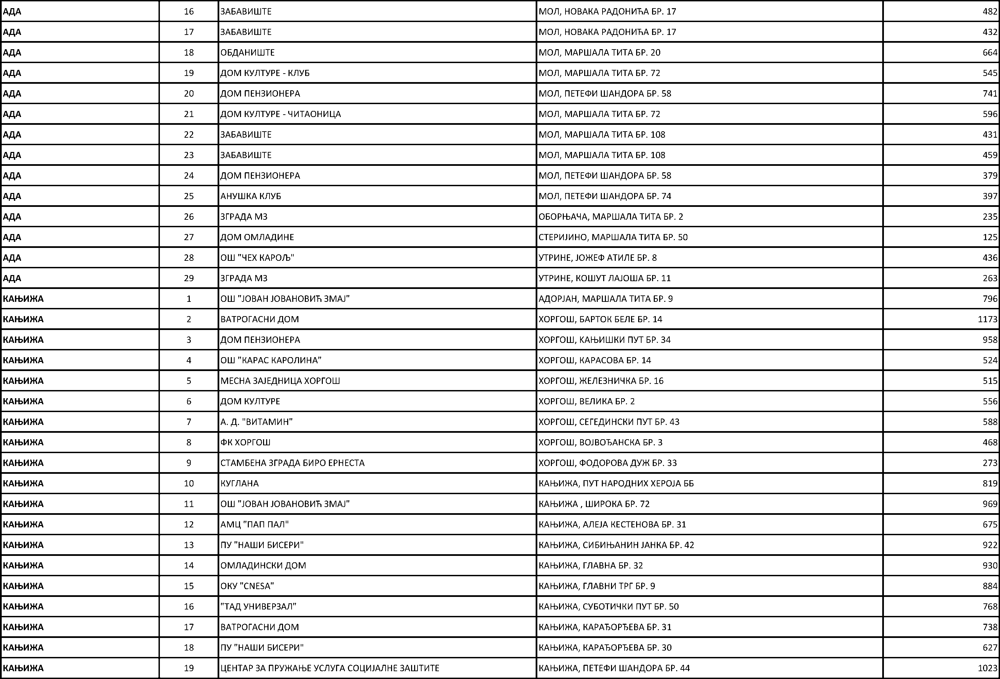 АДА 16 ЗАБАВИШТЕ МОЛ, НОВАКА РАДОНИЋА БР. 17 482
АДА 17 ЗАБАВИШТЕ МОЛ, НОВАКА РАДОНИЋА БР. 17 432
АДА 18 ОБДАНИШТЕ МОЛ, МАРШАЛА ТИТА БР. 20 664
АДА 19 ДОМ КУЛТУРЕ - КЛУБ МОЛ, МАРШАЛА ТИТА БР. 72 545
АДА 20 ДОМ ПЕНЗИОНЕРА МОЛ, ПЕТЕФИ ШАНДОРА БР. 58 741
АДА 21 ДОМ КУЛТУРЕ - ЧИТАОНИЦА МОЛ, МАРШАЛА ТИТА БР. 72 596
АДА 22 ЗАБАВИШТЕ МОЛ, МАРШАЛА ТИТА БР. 108 431
АДА 23 ЗАБАВИШТЕ МОЛ, МАРШАЛА ТИТА БР. 108 459
АДА 24 ДОМ ПЕНЗИОНЕРА МОЛ, ПЕТЕФИ ШАНДОРА БР. 58 379
АДА 25 АНУШКА КЛУБ МОЛ, ПЕТЕФИ ШАНДОРА БР. 74 397
АДА 26 ЗГРАДА МЗ ОБОРЊАЧА, МАРШАЛА ТИТА БР. 2 235
АДА 27 ДОМ ОМЛАДИНЕ СТЕРИЈИНО, МАРШАЛА ТИТА БР. 50 125
АДА 28 ОШ "ЧЕХ КАРОЉ" УТРИНЕ, ЈОЖЕФ АТИЛЕ БР. 8 436
АДА 29 ЗГРАДА МЗ УТРИНЕ, КОШУТ ЛАЈОША БР. 11 263
КАЊИЖА 1 ОШ "ЈОВАН ЈОВАНОВИЋ ЗМАЈ" АДОРЈАН, МАРШАЛА ТИТА БР. 9 796
КАЊИЖА 2 ВАТРОГАСНИ ДОМ ХОРГОШ, БАРТОК БЕЛЕ БР. 14 1173
КАЊИЖА 3 ДОМ ПЕНЗИОНЕРА ХОРГОШ, КАЊИШКИ ПУТ БР. 34 958
КАЊИЖА 4 ОШ "КАРАС КАРОЛИНА" ХОРГОШ, КАРАСОВА БР. 14 524
КАЊИЖА 5 МЕСНА ЗАЈЕДНИЦА ХОРГОШ ХОРГОШ, ЖЕЛЕЗНИЧКА БР. 16 515
КАЊИЖА 6 ДОМ КУЛТУРЕ ХОРГОШ, ВЕЛИКА БР. 2 556
КАЊИЖА 7 А. Д. "ВИТАМИН" ХОРГОШ, СЕГЕДИНСКИ ПУТ БР. 43 588
КАЊИЖА 8 ФК ХОРГОШ ХОРГОШ, ВОЈВОЂАНСКА БР. 3 468
КАЊИЖА 9 СТАМБЕНА ЗГРАДА БИРО ЕРНЕСТА ХОРГОШ, ФОДОРОВА ДУЖ БР. 33 273
КАЊИЖА 10 КУГЛАНА КАЊИЖА, ПУТ НАРОДНИХ ХЕРОЈА ББ 819
КАЊИЖА 11 ОШ "ЈОВАН ЈОВАНОВИЋ ЗМАЈ" КАЊИЖА , ШИРОКА БР. 72 969
КАЊИЖА 12 АМЦ "ПАП ПАЛ" КАЊИЖА, АЛЕЈА КЕСТЕНОВА БР. 31 675
КАЊИЖА 13 ПУ "НАШИ БИСЕРИ" КАЊИЖА, СИБИЊАНИН ЈАНКА БР. 42 922
КАЊИЖА 14 ОМЛАДИНСКИ ДОМ КАЊИЖА, ГЛАВНА БР. 32 930
КАЊИЖА 15 ОКУ "CNESA" КАЊИЖА, ГЛАВНИ ТРГ БР. 9 884
КАЊИЖА 16 "ТАД УНИВЕРЗАЛ" КАЊИЖА, СУБОТИЧКИ ПУТ БР. 50 768
КАЊИЖА 17 ВАТРОГАСНИ ДОМ КАЊИЖА, КАРАЂОРЂЕВА БР. 31 738
КАЊИЖА 18 ПУ "НАШИ БИСЕРИ" КАЊИЖА, КАРАЂОРЂЕВА БР. 30 627
КАЊИЖА 19 ЦЕНТАР ЗА ПРУЖАЊЕ УСЛУГА СОЦИЈАЛНЕ ЗАШТИТЕ КАЊИЖА, ПЕТЕФИ ШАНДОРА БР. 44 1023